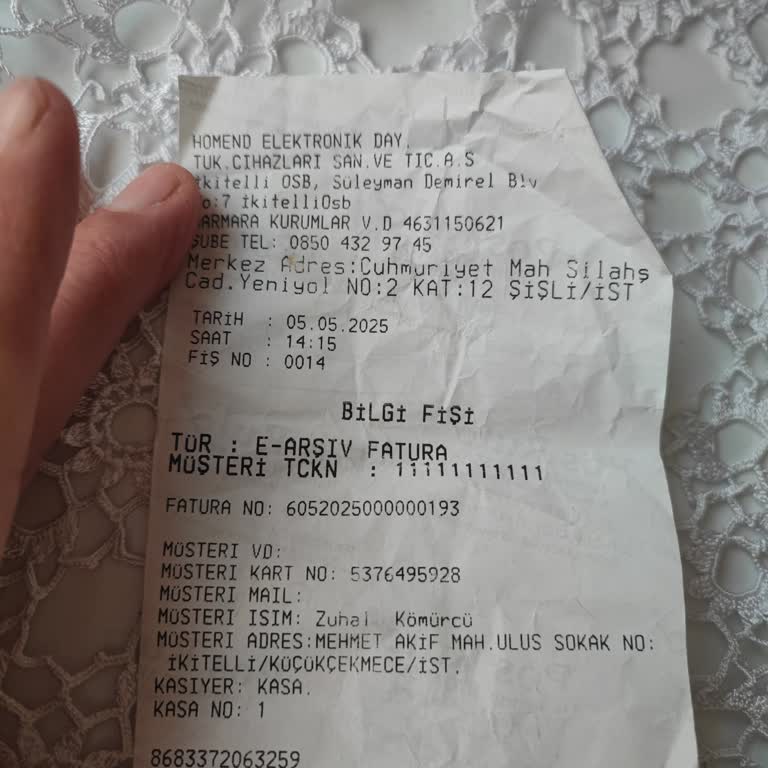 HOMEND ELEKTRONIK DAY.
TUK.CIHAZLARI SAN.VE TIC.A.S
İkitelli OSB, Süleyman Demirel Blv
No:7 İkitelliOsb
MARMARA KURUMLAR V.D 4631150621
ŞUBE TEL: 0850 432 97 45
Merkez Adres:Cuhmuriyet Mah Silahş
Cad.Yeniyol NO:2 KAT:12 ŞİŞLİ/İST
TARİH : 05.05.2025
SAAT : 14:15
FİŞ NO : 0014
BİLGİ FİŞİ
TÜR : E-ARŞIV FATURA
MÜŞTERİ TCKN : 11111111111
FATURA NO: 6052025000000193
MÜSTERI VD:
MÜSTERI KART NO: 5376495928
MÜSTERI MAIL:
MÜSTERI ISIM: Zuhal Kömürcü
MÜSTERI ADRES:MEHMET AKİF MAH.ULUS SOKAK NO:
İKİTELLİ/KÜÇÜKÇEKMECE/İST.
KASIYER: KASA.
KASA NO: 1
8683372063259